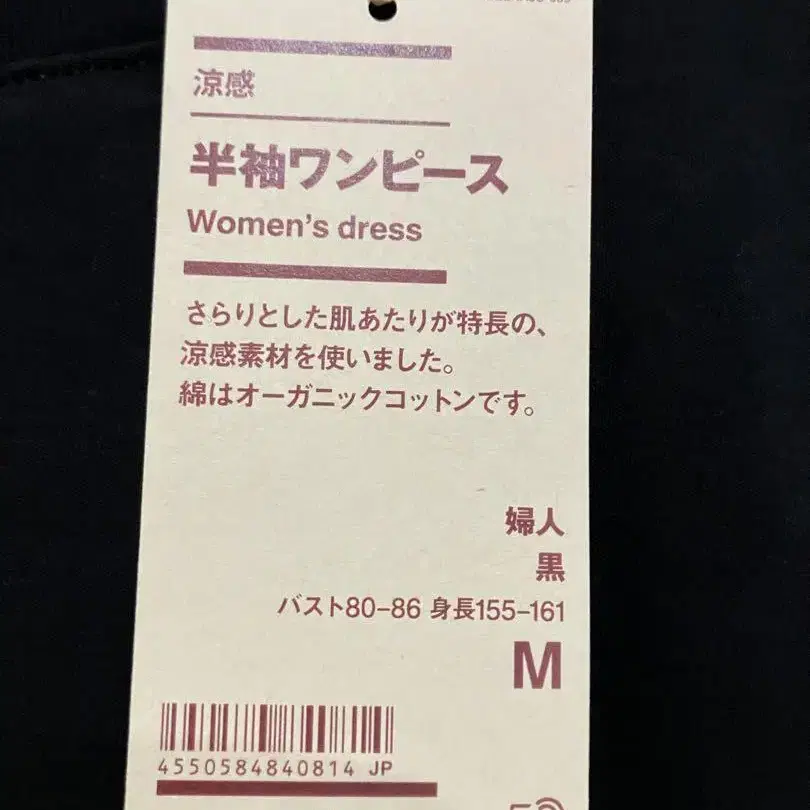 涼感
半袖ワンピース
Women's dress
さらりとした肌あたりが特長の、
涼感素材を使いました。
綿はオーガニックコットンです。
婦人
黒
バスト80–86 身長155–161
M
4550584840814 JP